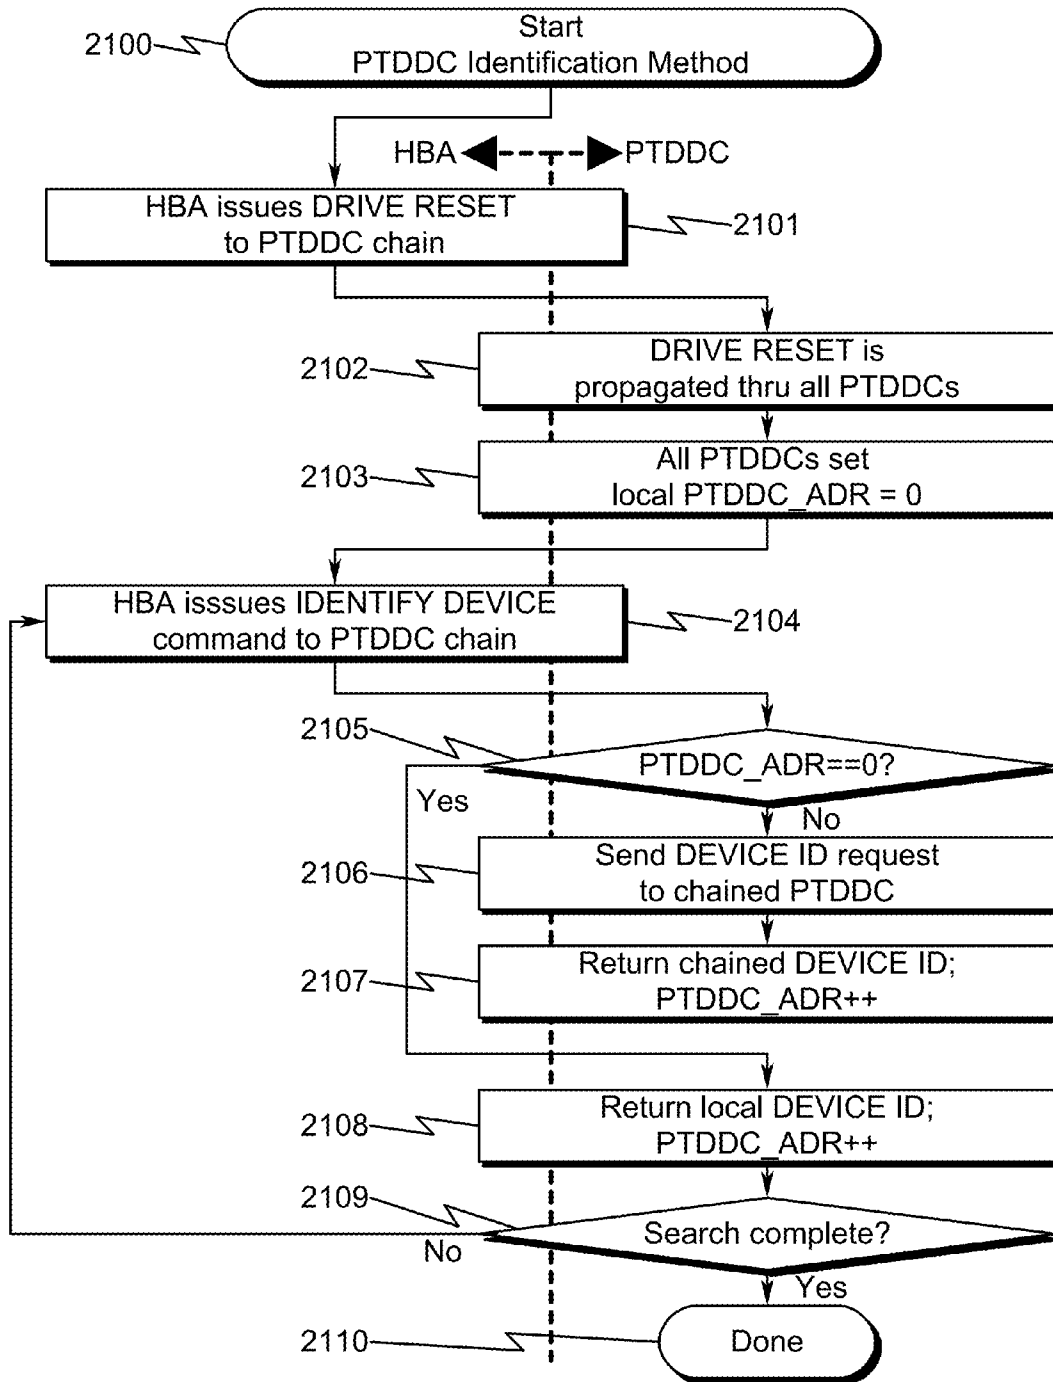 2100
Start
PTDDC Identification Method
HBA
PTDDC
HBA issues DRIVE RESET
to PTDDC chain
2101
2102
DRIVE RESET is
propagated thru all PTDDCs
2103
All PTDDCs set
local PTDDC_ADR = 0
HBA isssues IDENTIFY DEVICE
command to PTDDC chain
2104
2105
PTDDC_ADR==0?
Yes
No
2106
Send DEVICE ID request
to chained PTDDC
2107
Return chained DEVICE ID;
PTDDC_ADR++
2108
Return local DEVICE ID;
PTDDC_ADR++
2109
Search complete?
No
Yes
2110
Done